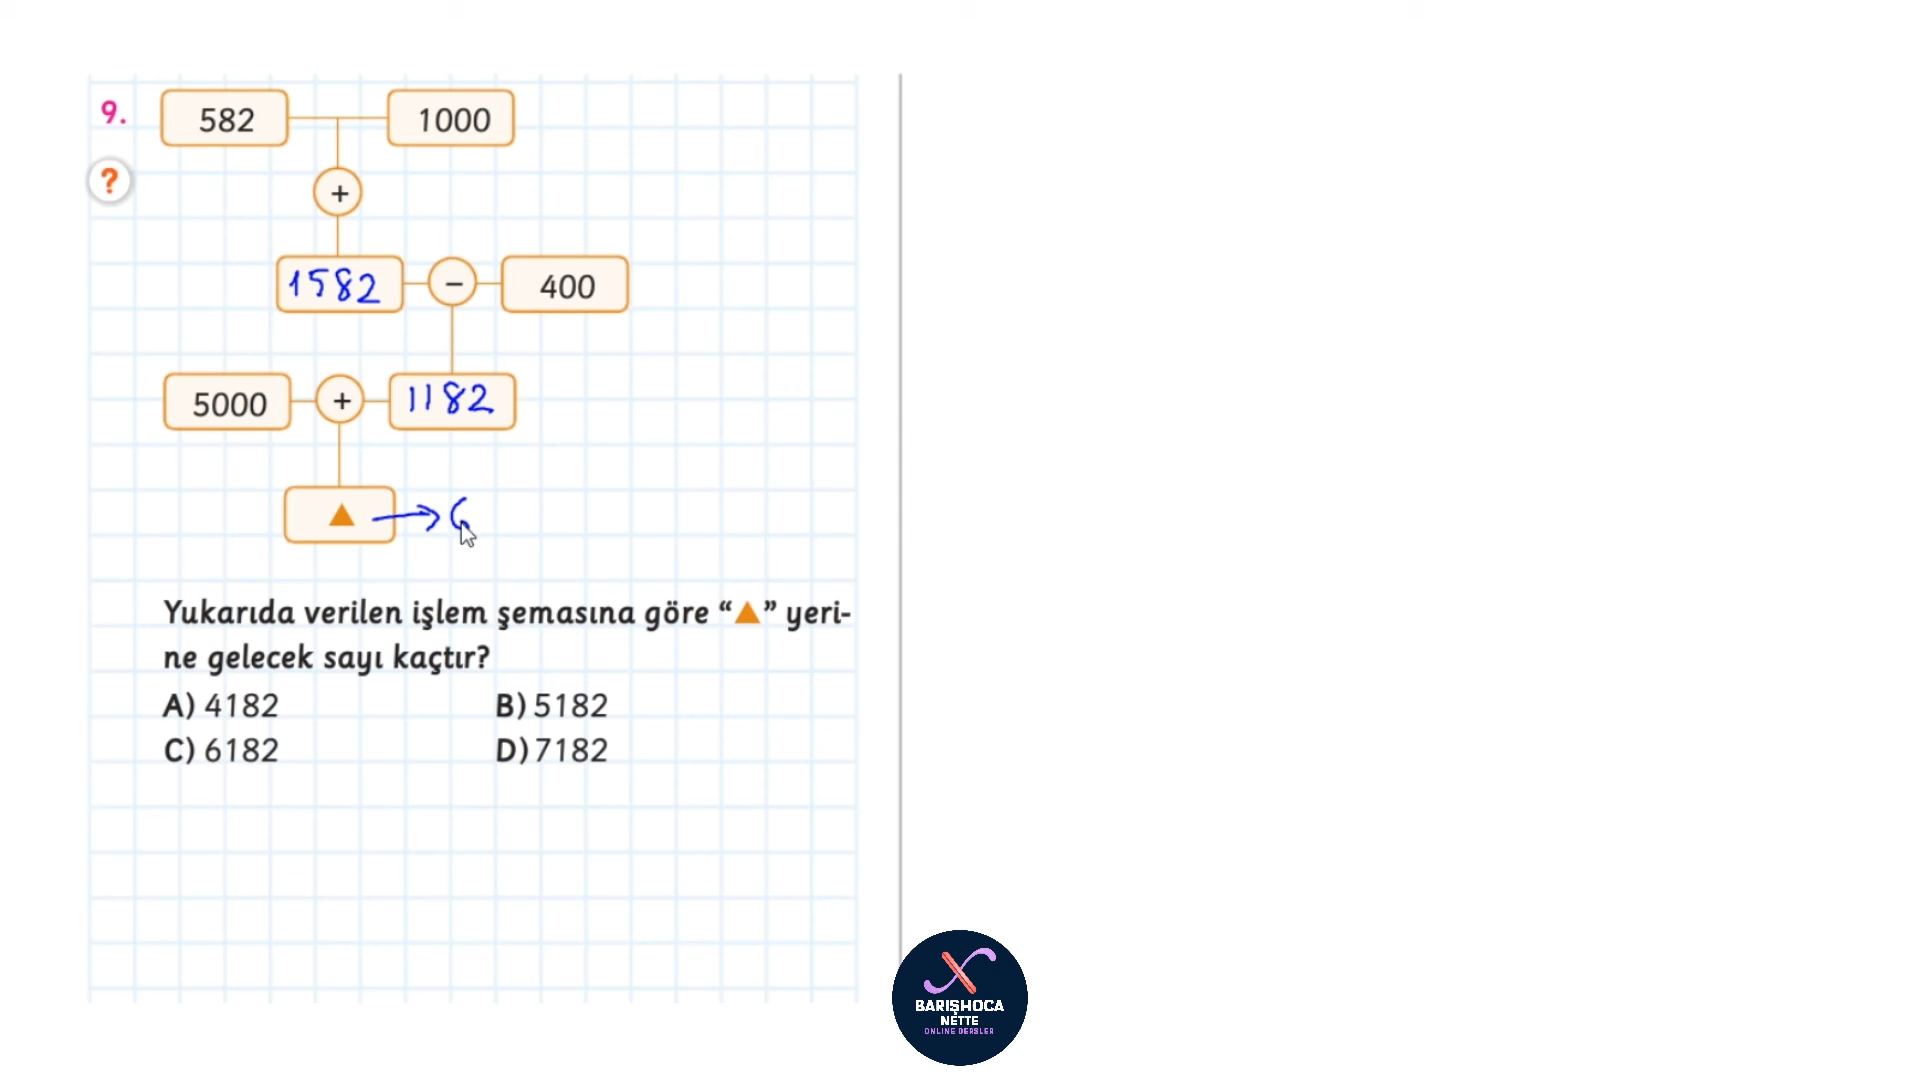 9. 582 1000
?
+
1582 − 400
5000 + 1182
▲ → 6
Yukarıda verilen işlem şemasına göre “▲” yeri-
ne gelecek sayı kaçtır?
A) 4182 B) 5182
C) 6182 D) 7182
BARIŞHOCA
NETTE
ONLINE DERSLER